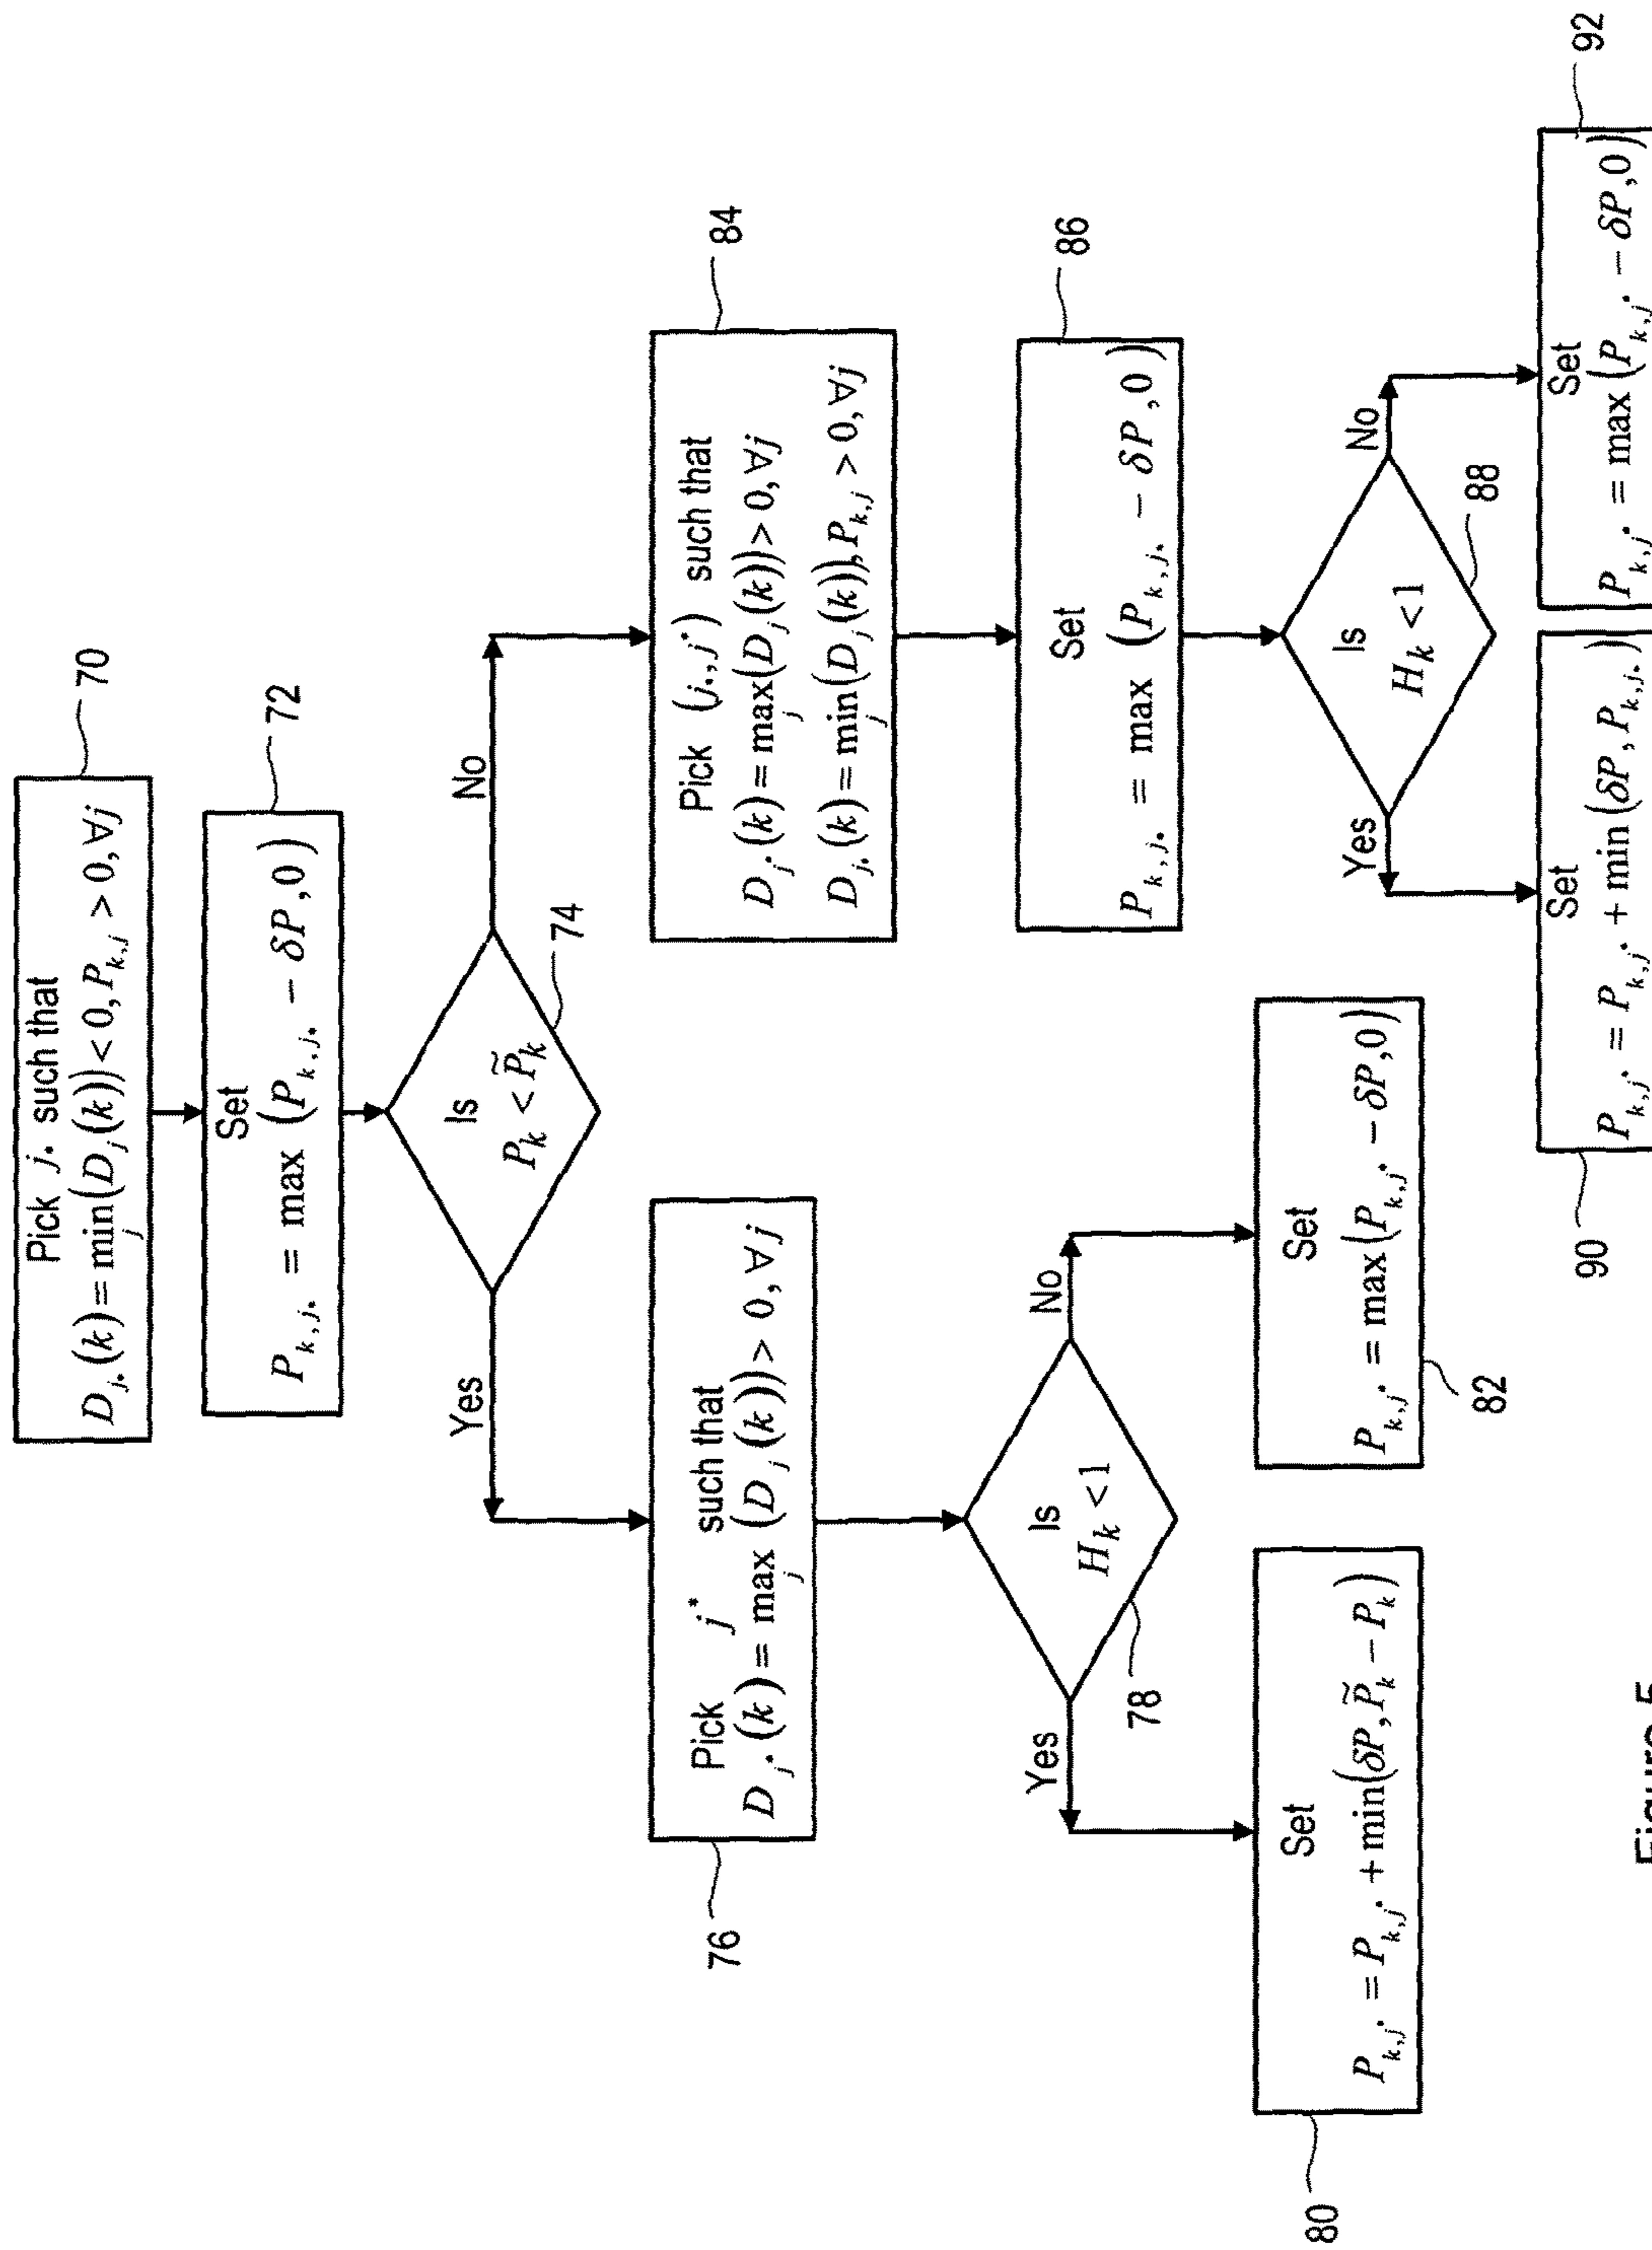 Pick j* such that
D_{j*}(k) = min_j (D_j(k)) < 0, P_{k,j} > 0, ∀j
70
Set
P_{k,j*} = max (P_{k,j*} − δP, 0)
72
Is
P_k < P̃_k
74
Yes
No
Pick j* such that
D_{j*}(k) = max_j (D_j(k)) > 0, ∀j
76
Pick (j*, j*) such that
D_{j*}(k) = max_j (D_j(k)) > 0, ∀j
D_{j*}(k) = min_j (D_j(k)), P_{k,j} > 0, ∀j
84
Is
H_k < 1
78
Yes
No
Set
P_{k,j*} = max (P_{k,j*} − δP, 0)
86
Set
P_{k,j*} = P_{k,j*} + min(δP, P̃_k − P_k)
80
Set
P_{k,j*} = max(P_{k,j*} − δP, 0)
82
Is
H_k < 1
88
Yes
No
Set
P_{k,j*} = P_{k,j*} + min (δP, P_{k,j*})
90
Set
P_{k,j*} = max (P_{k,j*} − δP, 0)
92
Figure 5